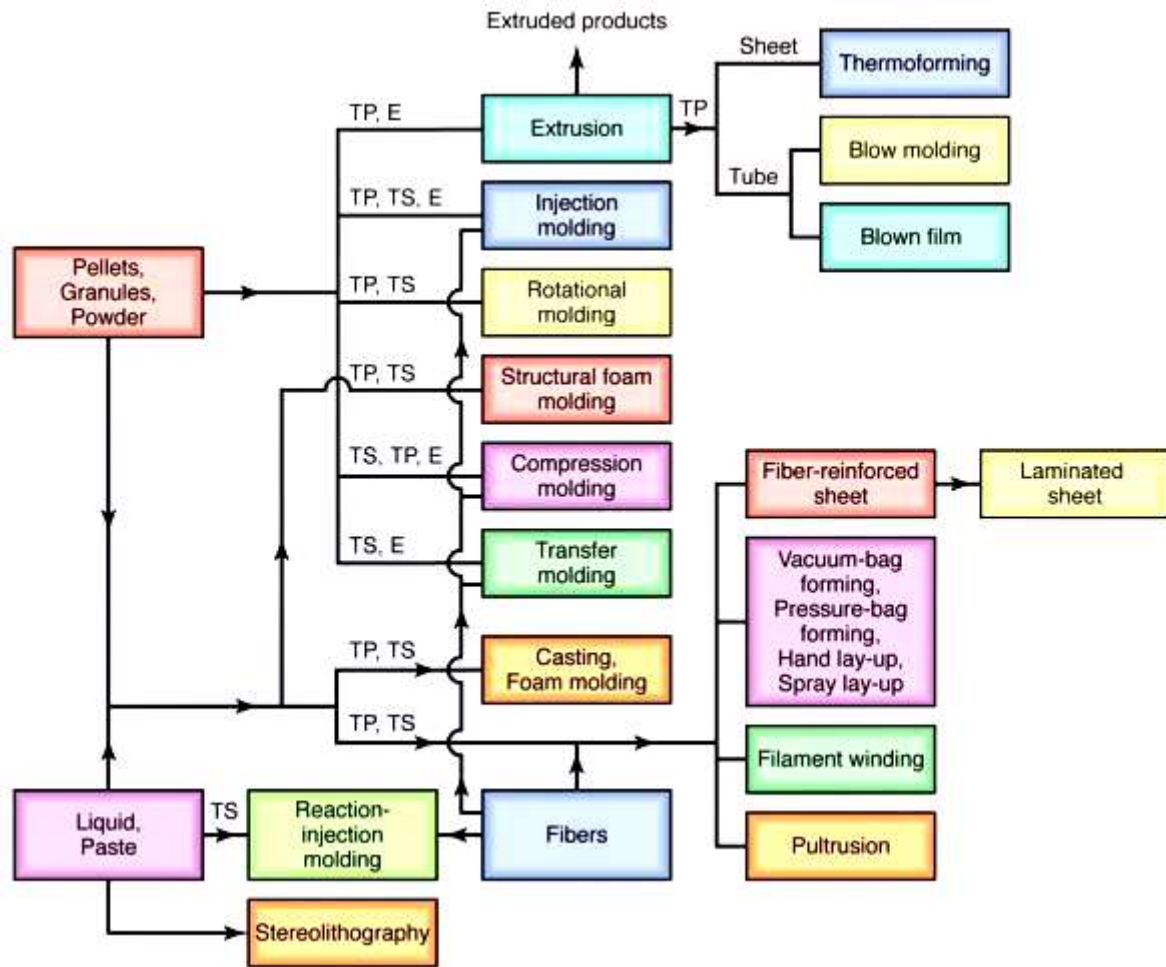 Extruded products
Sheet
Thermoforming
TP, E
Extrusion
TP
Blow molding
Tube
TP, TS, E
Injection
molding
Blown film
Pellets,
Granules,
Powder
TP, TS
Rotational
molding
TP, TS
Structural foam
molding
TS, TP, E
Compression
molding
Fiber-reinforced
sheet
Laminated
sheet
TS, E
Transfer
molding
Vacuum-bag
forming,
Pressure-bag
forming,
Hand lay-up,
Spray lay-up
TP, TS
Casting,
Foam molding
TP, TS
Filament winding
Liquid,
Paste
TS
Reaction-
injection
molding
Fibers
Pultrusion
Stereolithography